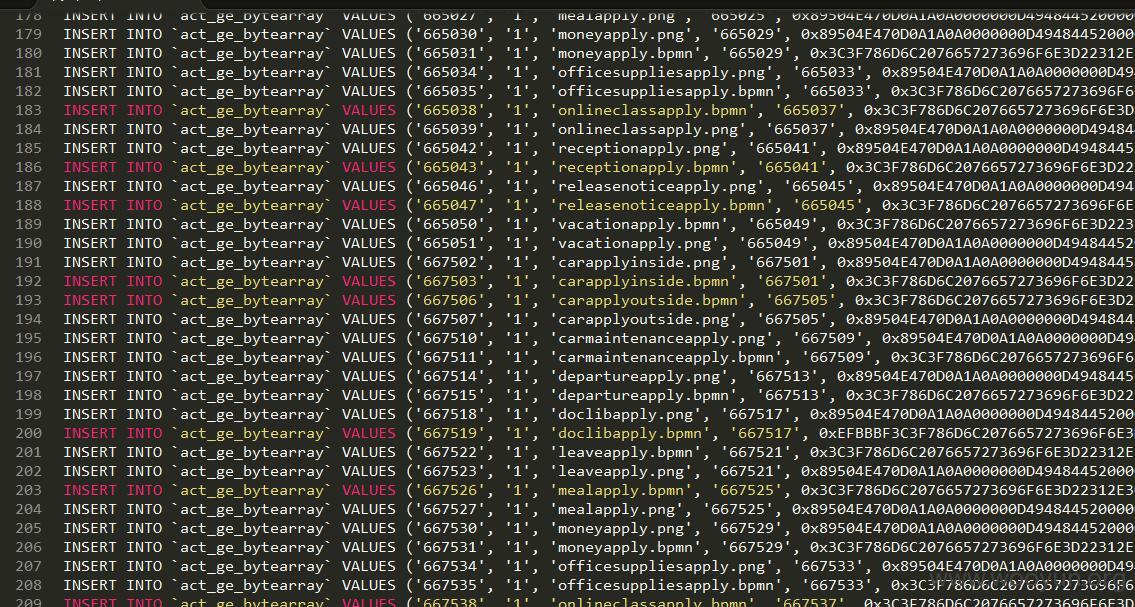 178 INSERT INTO `act_ge_bytearray` VALUES ('665027', '1', 'mealapply.png', '665025', 0x89504E470D0A1A0A0000000D494844520000
179 INSERT INTO `act_ge_bytearray` VALUES ('665030', '1', 'moneyapply.png', '665029', 0x89504E470D0A1A0A0000000D4948445200
180 INSERT INTO `act_ge_bytearray` VALUES ('665031', '1', 'moneyapply.bpmn', '665029', 0x3C3F786D6C2076657273696F6E3D22312E
181 INSERT INTO `act_ge_bytearray` VALUES ('665034', '1', 'officesuppliesapply.png', '665033', 0x89504E470D0A1A0A0000000D49
182 INSERT INTO `act_ge_bytearray` VALUES ('665035', '1', 'officesuppliesapply.bpmn', '665033', 0x3C3F786D6C2076657273696F6
183 INSERT INTO `act_ge_bytearray` VALUES ('665038', '1', 'onlineclassapply.bpmn', '665037', 0x3C3F786D6C2076657273696F6E3D
184 INSERT INTO `act_ge_bytearray` VALUES ('665039', '1', 'onlineclassapply.png', '665037', 0x89504E470D0A1A0A0000000D49484
185 INSERT INTO `act_ge_bytearray` VALUES ('665042', '1', 'receptionapply.png', '665041', 0x89504E470D0A1A0A0000000D4948445
186 INSERT INTO `act_ge_bytearray` VALUES ('665043', '1', 'receptionapply.bpmn', '665041', 0x3C3F786D6C2076657273696F6E3D22
187 INSERT INTO `act_ge_bytearray` VALUES ('665046', '1', 'releasenoticeapply.png', '665045', 0x89504E470D0A1A0A0000000D494
188 INSERT INTO `act_ge_bytearray` VALUES ('665047', '1', 'releasenoticeapply.bpmn', '665045', 0x3C3F786D6C2076657273696F6E
189 INSERT INTO `act_ge_bytearray` VALUES ('665050', '1', 'vacationapply.bpmn', '665049', 0x3C3F786D6C2076657273696F6E3D223
190 INSERT INTO `act_ge_bytearray` VALUES ('665051', '1', 'vacationapply.png', '665049', 0x89504E470D0A1A0A0000000D49484452
191 INSERT INTO `act_ge_bytearray` VALUES ('667502', '1', 'carapplyinside.png', '667501', 0x89504E470D0A1A0A0000000D4948445
192 INSERT INTO `act_ge_bytearray` VALUES ('667503', '1', 'carapplyinside.bpmn', '667501', 0x3C3F786D6C2076657273696F6E3D22
193 INSERT INTO `act_ge_bytearray` VALUES ('667506', '1', 'carapplyoutside.bpmn', '667505', 0x3C3F786D6C2076657273696F6E3D2
194 INSERT INTO `act_ge_bytearray` VALUES ('667507', '1', 'carapplyoutside.png', '667505', 0x89504E470D0A1A0A0000000D494844
195 INSERT INTO `act_ge_bytearray` VALUES ('667510', '1', 'carmaintenanceapply.png', '667509', 0x89504E470D0A1A0A0000000D49
196 INSERT INTO `act_ge_bytearray` VALUES ('667511', '1', 'carmaintenanceapply.bpmn', '667509', 0x3C3F786D6C2076657273696F6
197 INSERT INTO `act_ge_bytearray` VALUES ('667514', '1', 'departureapply.png', '667513', 0x89504E470D0A1A0A0000000D4948445
198 INSERT INTO `act_ge_bytearray` VALUES ('667515', '1', 'departureapply.bpmn', '667513', 0x3C3F786D6C2076657273696F6E3D22
199 INSERT INTO `act_ge_bytearray` VALUES ('667518', '1', 'doclibapply.png', '667517', 0x89504E470D0A1A0A0000000D4948445200
200 INSERT INTO `act_ge_bytearray` VALUES ('667519', '1', 'doclibapply.bpmn', '667517', 0xEFBBBF3C3F786D6C2076657273696F6E3
201 INSERT INTO `act_ge_bytearray` VALUES ('667522', '1', 'leaveapply.bpmn', '667521', 0x3C3F786D6C2076657273696F6E3D22312E
202 INSERT INTO `act_ge_bytearray` VALUES ('667523', '1', 'leaveapply.png', '667521', 0x89504E470D0A1A0A0000000D4948445200
203 INSERT INTO `act_ge_bytearray` VALUES ('667526', '1', 'mealapply.bpmn', '667525', 0x3C3F786D6C2076657273696F6E3D22312E3
204 INSERT INTO `act_ge_bytearray` VALUES ('667527', '1', 'mealapply.png', '667525', 0x89504E470D0A1A0A0000000D494844520000
205 INSERT INTO `act_ge_bytearray` VALUES ('667530', '1', 'moneyapply.png', '667529', 0x89504E470D0A1A0A0000000D4948445200
206 INSERT INTO `act_ge_bytearray` VALUES ('667531', '1', 'moneyapply.bpmn', '667529', 0x3C3F786D6C2076657273696F6E3D22312E
207 INSERT INTO `act_ge_bytearray` VALUES ('667534', '1', 'officesuppliesapply.png', '667533', 0x89504E470D0A1A0A0000000D49
208 INSERT INTO `act_ge_bytearray` VALUES ('667535', '1', 'officesuppliesapply.bpmn', '667533', 0x3C3F786D6C2076657273696F6
209 INSERT INTO `act_ge_bytearray` VALUES ('667538', '1', 'onlineclassapply.bpmn', '667537', 0x3C3F786D6C2076657273696F6E3D